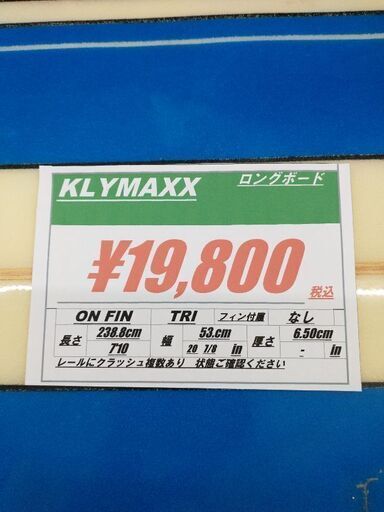 KLYMAXX ロングボード
¥19,800 税込
ON FIN TRI フィン付属 なし
長さ 238.8cm 幅 53.cm 厚さ 6.50cm
7'10 20 7/8 in - in
レールにクラッシュ複数あり 状態ご確認ください